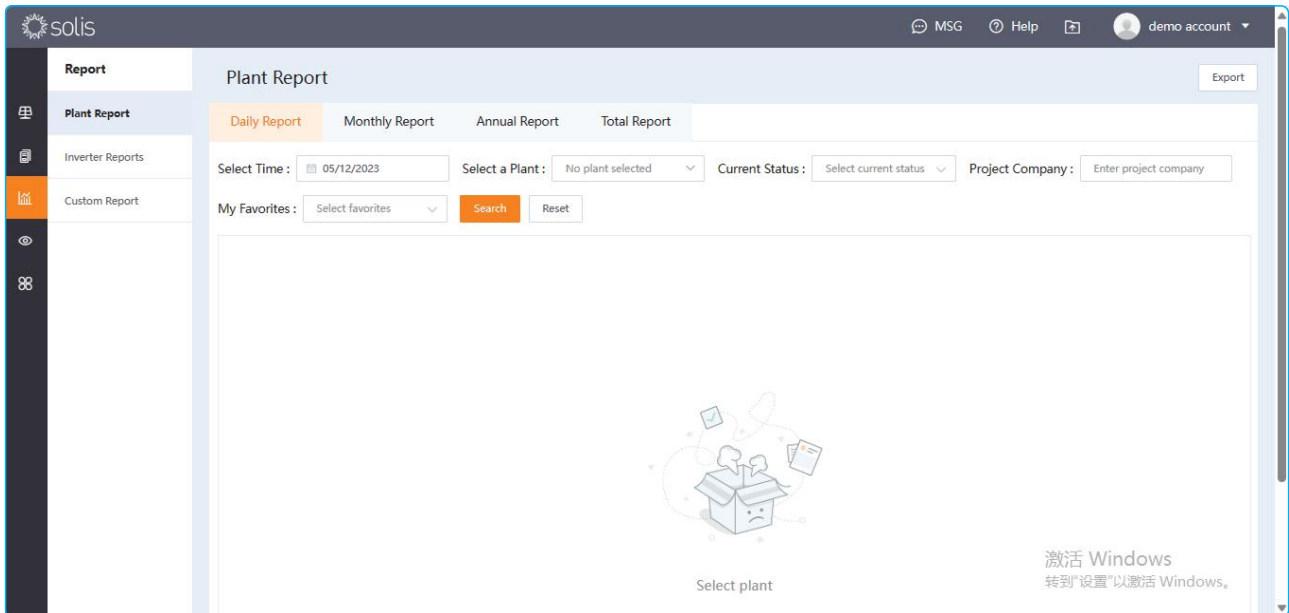 solis
MSG Help demo account
Report
Plant Report
Inverter Reports
Custom Report
Plant Report
Export
Daily Report Monthly Report Annual Report Total Report
Select Time : 05/12/2023 Select a Plant : No plant selected Current Status : Select current status Project Company : Enter project company
My Favorites : Select favorites Search Reset
Select plant
激活 Windows
转到"设置"以激活 Windows。